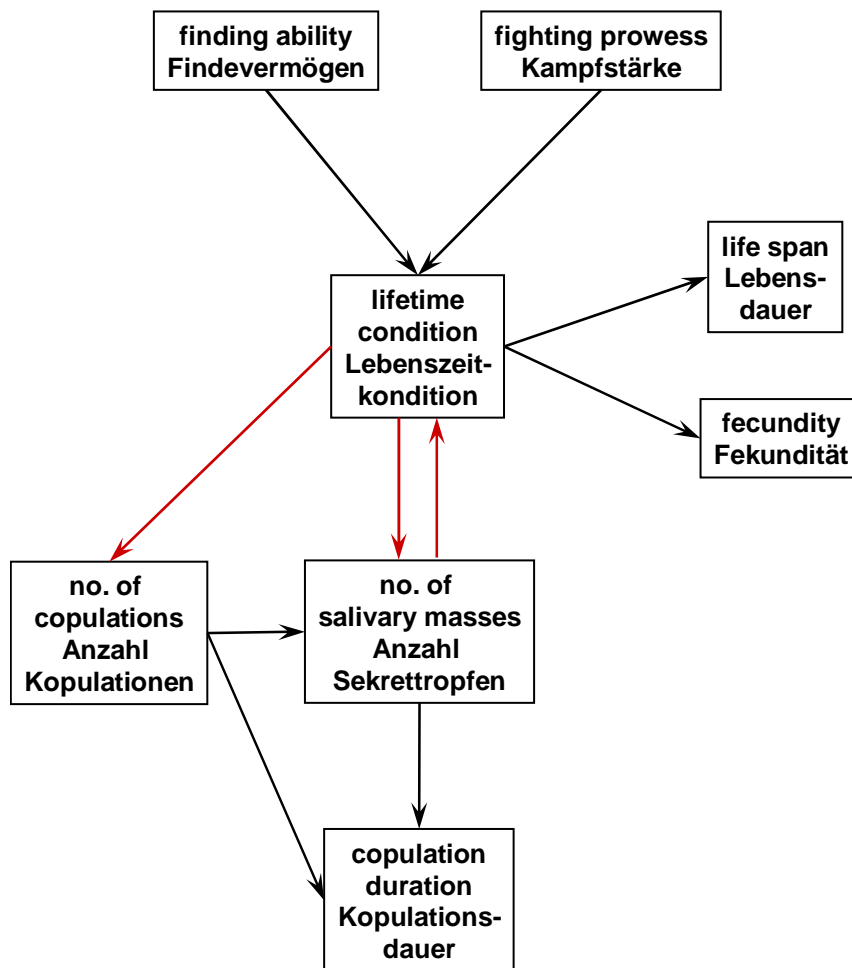 finding ability
Findevermögen
fighting prowess
Kampfstärke
life span
Lebens-
dauer
lifetime
condition
Lebenszeit-
kondition
fecundity
Fekundität
no. of
copulations
Anzahl
Kopulationen
no. of
salivary masses
Anzahl
Sekrettropfen
copulation
duration
Kopulations-
dauer